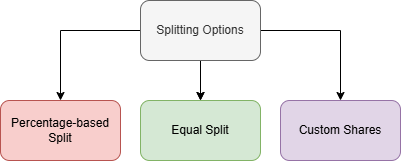 Splitting Options
Percentage-based
Split
Equal Split
Custom Shares